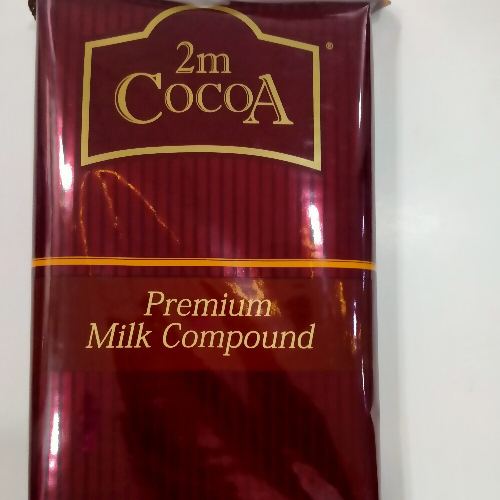 2m
COCOA
®
Premium
Milk Compound